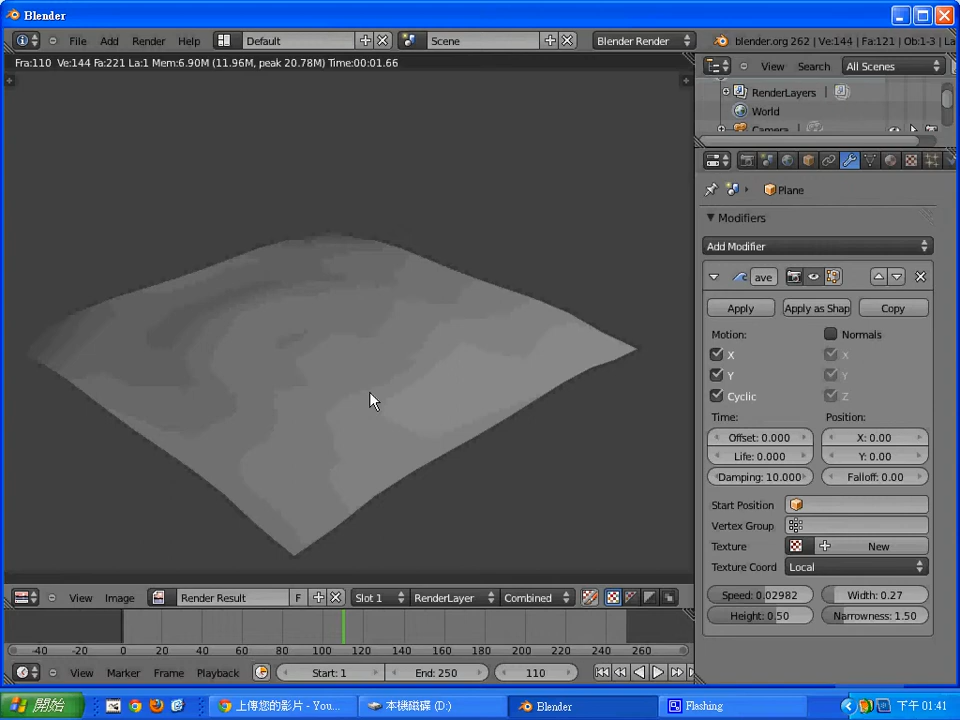 Blender
File Add Render Help Default Scene Blender Render blender.org 262 | Ve:144 | Fa:121 | Ob:1-3 | La
Fra:110 Ve:144 Fa:221 La:1 Mem:6.90M (11.96M, peak 20.78M) Time:00:01.66
View Search All Scenes
RenderLayers
World
Camera
Plane
Modifiers
Add Modifier
ave
Apply Apply as Shap Copy
Motion: Normals
X X
Y Y
Cyclic Z
Time: Position:
Offset: 0.000 X: 0.00
Life: 0.000 Y: 0.00
Damping: 10.000 Falloff: 0.00
Start Position
Vertex Group
Texture New
Texture Coord Local
Speed: 0.02982 Width: 0.27
Height: 0.50 Narrowness: 1.50
View Image Render Result F Slot 1 RenderLayer Combined
-40 -20 0 20 40 60 80 100 120 140 160 180 200 220 240 260
View Marker Frame Playback Start: 1 End: 250 110
開始 上傳您的影片 - You... 本機磁碟 (D:) Blender Flashing 下午 01:41